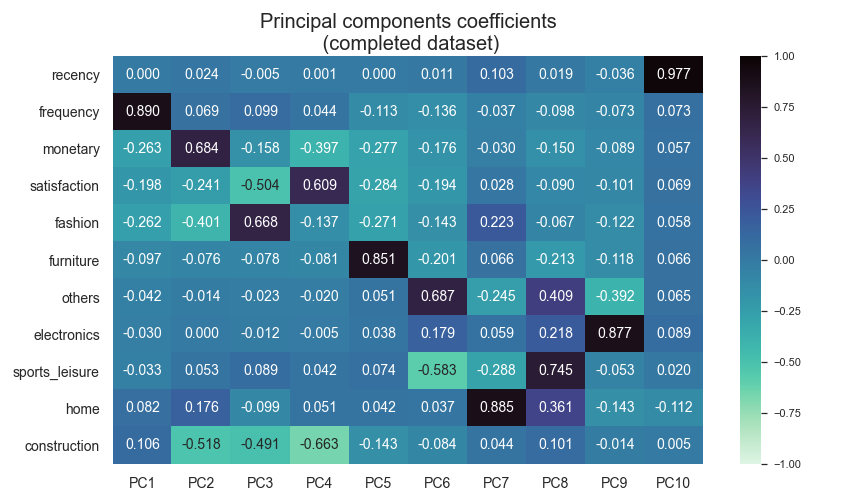 Principal components coefficients
(completed dataset)
recency 0.000 0.024 -0.005 0.001 0.000 0.011 0.103 0.019 -0.036 0.977
frequency 0.890 0.069 0.099 0.044 -0.113 -0.136 -0.037 -0.098 -0.073 0.073
monetary -0.263 0.684 -0.158 -0.397 -0.277 -0.176 -0.030 -0.150 -0.089 0.057
satisfaction -0.198 -0.241 -0.504 0.609 -0.284 -0.194 0.028 -0.090 -0.101 0.069
fashion -0.262 -0.401 0.668 -0.137 -0.271 -0.143 0.223 -0.067 -0.122 0.058
furniture -0.097 -0.076 -0.078 -0.081 0.851 -0.201 0.066 -0.213 -0.118 0.066
others -0.042 -0.014 -0.023 -0.020 0.051 0.687 -0.245 0.409 -0.392 0.065
electronics -0.030 0.000 -0.012 -0.005 0.038 0.179 0.059 0.218 0.877 0.089
sports_leisure -0.033 0.053 0.089 0.042 0.074 -0.583 -0.288 0.745 -0.053 0.020
home 0.082 0.176 -0.099 0.051 0.042 0.037 0.885 0.361 -0.143 -0.112
construction 0.106 -0.518 -0.491 -0.663 -0.143 -0.084 0.044 0.101 -0.014 0.005
PC1 PC2 PC3 PC4 PC5 PC6 PC7 PC8 PC9 PC10
1.00
0.75
0.50
0.25
0.00
-0.25
-0.50
-0.75
-1.00